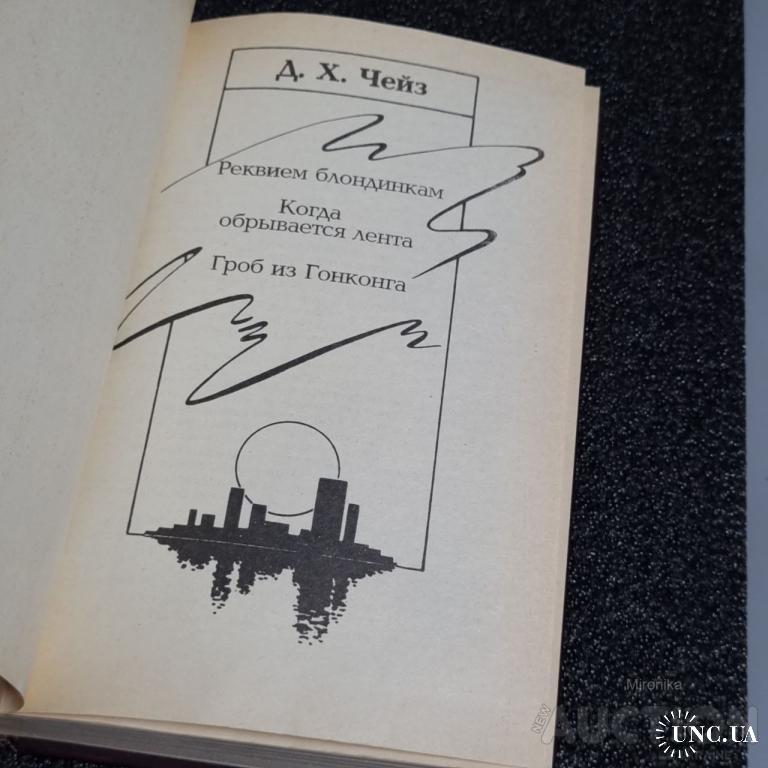 Д. Х. Чейз
Реквием блондинкам
Когда
обрывается лента
Гроб из Гонконга
Mironika
NEW
AUCTION
UNC.UA